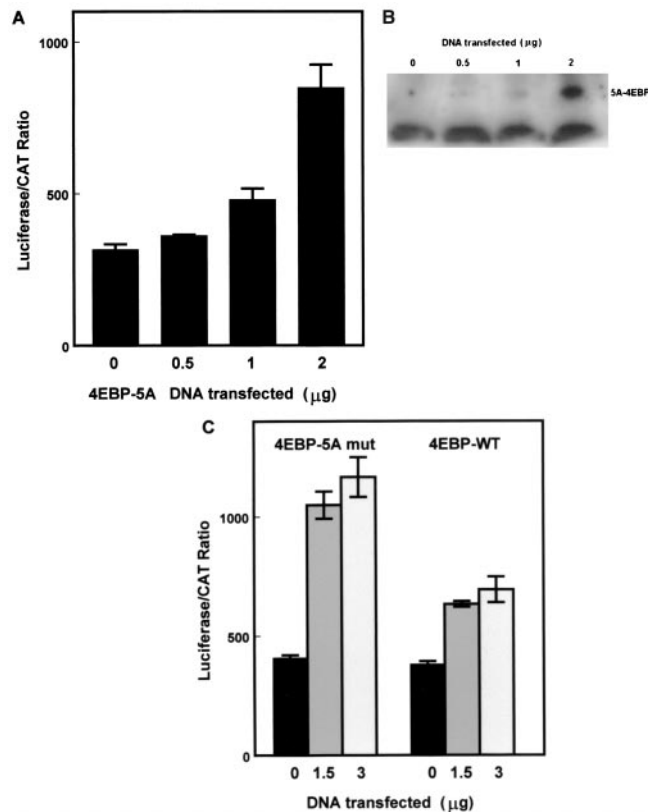 A
1000
500
0
Luciferase/CAT Ratio
0 0.5 1 2
4EBP-5A DNA transfected (μg)
B
DNA transfected (μg)
0 0.5 1 2
5A-4EBP
C
4EBP-5A mut 4EBP-WT
1000
500
0
Luciferase/CAT Ratio
0 1.5 3 0 1.5 3
DNA transfected (μg)